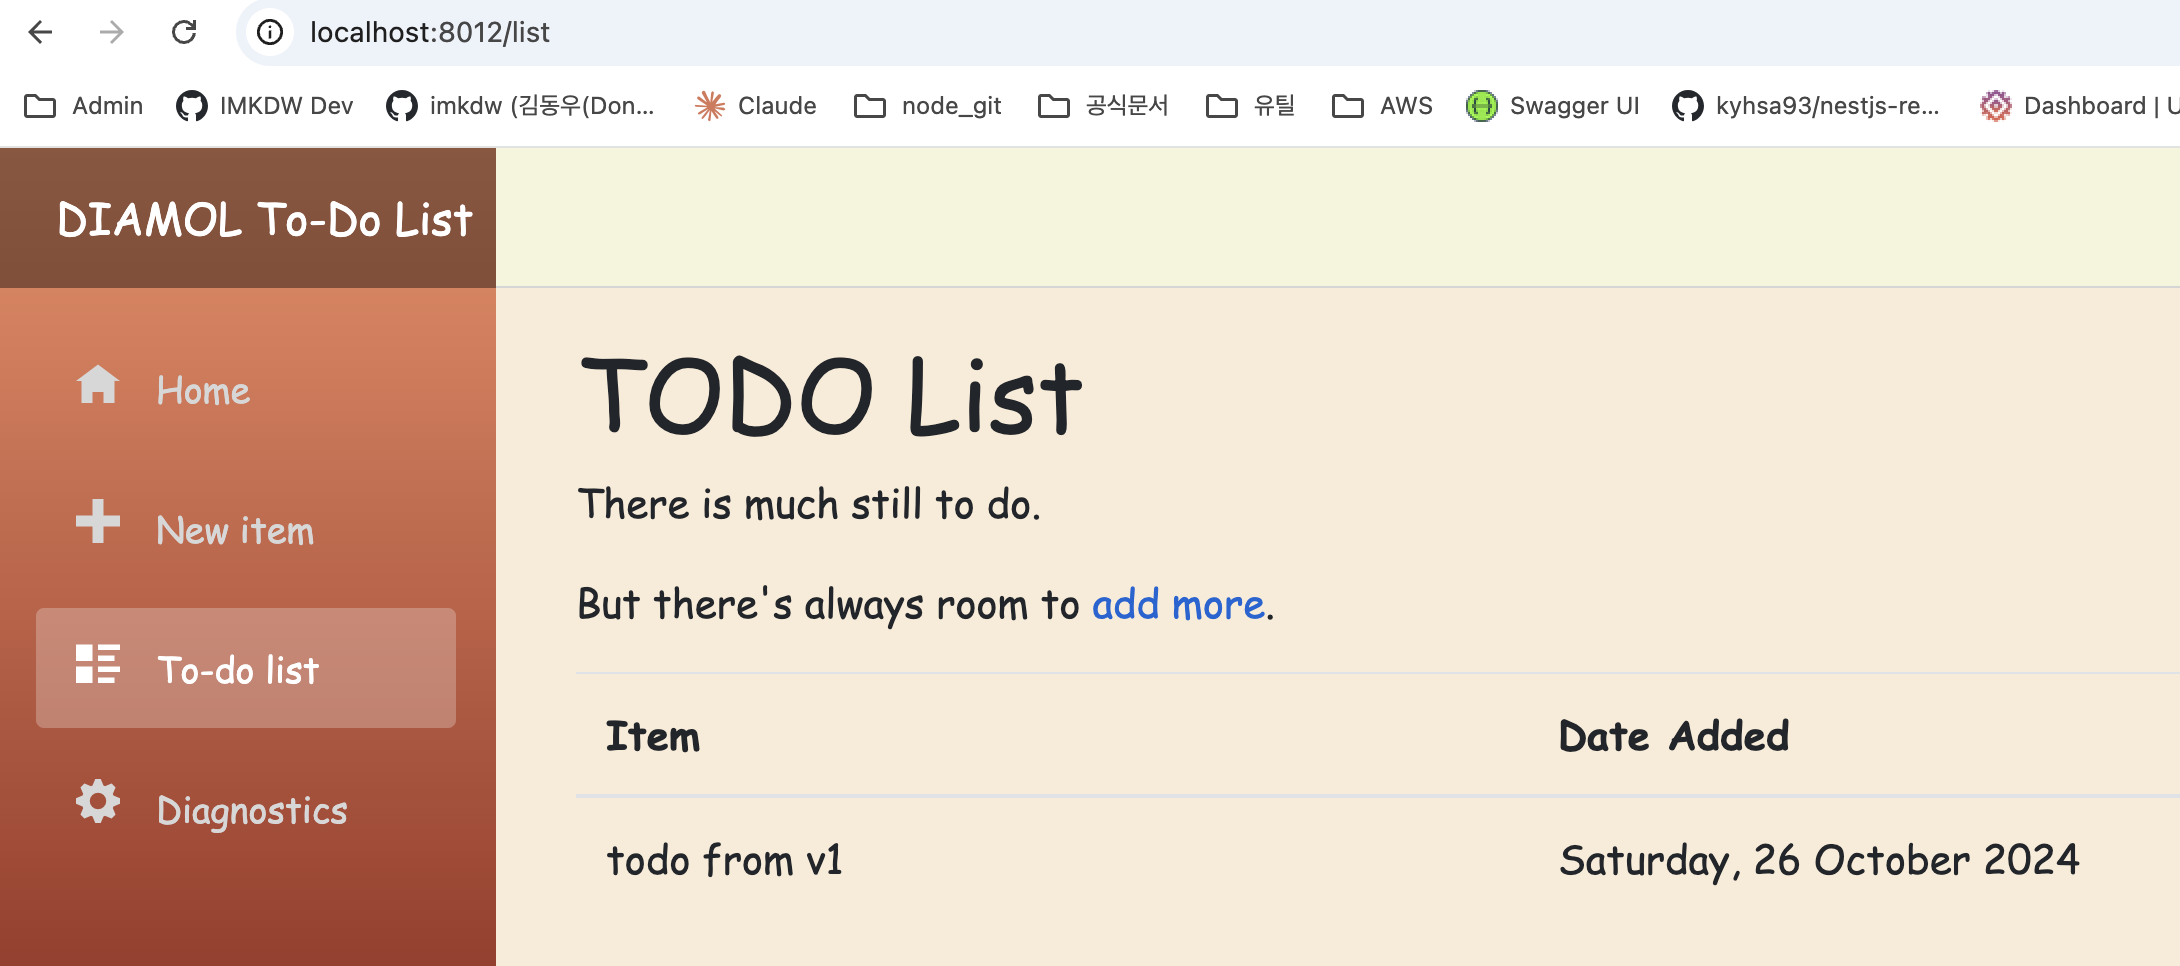 localhost:8012/list
Admin IMKDW Dev imkdw (김동우(Don... Claude node_git 공식문서 유틸 AWS Swagger UI kyhsa93/nestjs-re... Dashboard | U
DIAMOL To-Do List
Home
New item
To-do list
Diagnostics
TODO List
There is much still to do.
But there's always room to add more.
Item Date Added
todo from v1 Saturday, 26 October 2024